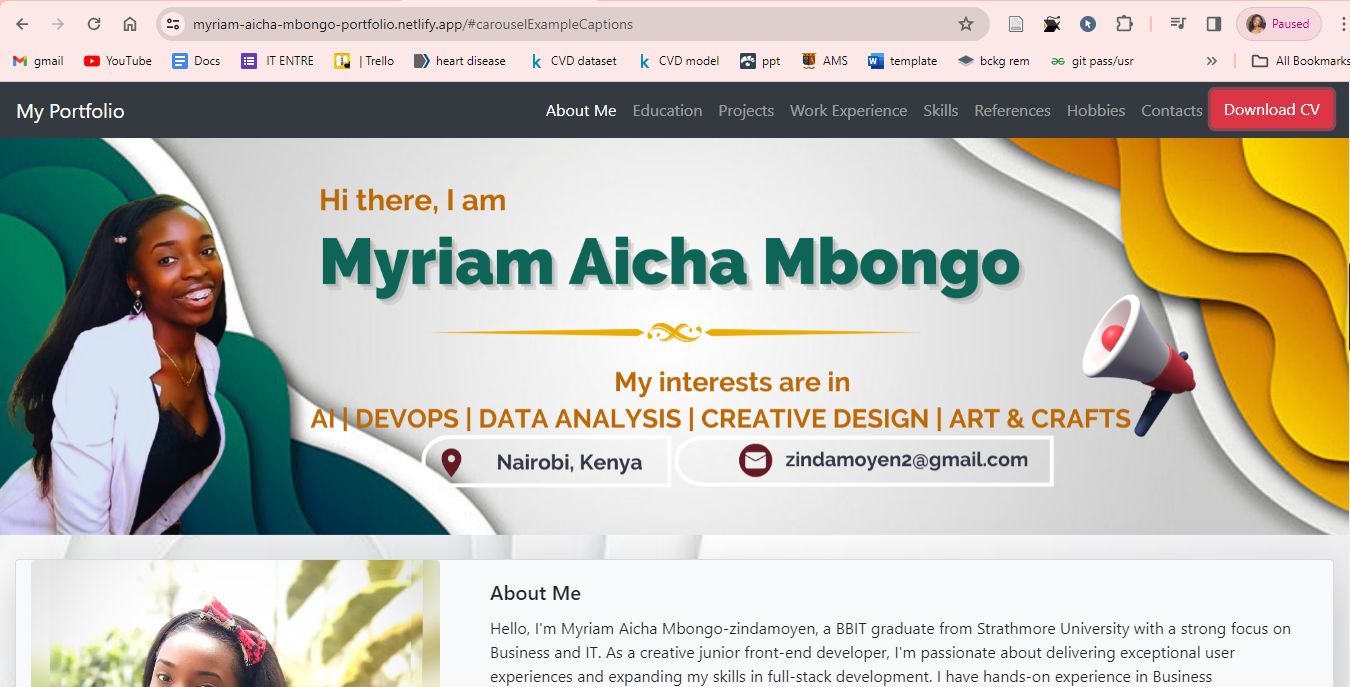 myriam-aicha-mbongo-portfolio.netlify.app/#carouselExampleCaptions
Paused
gmail YouTube Docs IT ENTRE | Trello heart disease CVD dataset CVD model ppt AMS template bckg rem git pass/usr » All Bookmarks
My Portfolio About Me Education Projects Work Experience Skills References Hobbies Contacts Download CV
Hi there, I am
Myriam Aicha Mbongo
My interests are in
AI | DEVOPS | DATA ANALYSIS | CREATIVE DESIGN | ART & CRAFTS
Nairobi, Kenya zindamoyen2@gmail.com
About Me
Hello, I'm Myriam Aicha Mbongo-zindamoyen, a BBIT graduate from Strathmore University with a strong focus on
Business and IT. As a creative junior front-end developer, I'm passionate about delivering exceptional user
experiences and expanding my skills in full-stack development. I have hands-on experience in Business